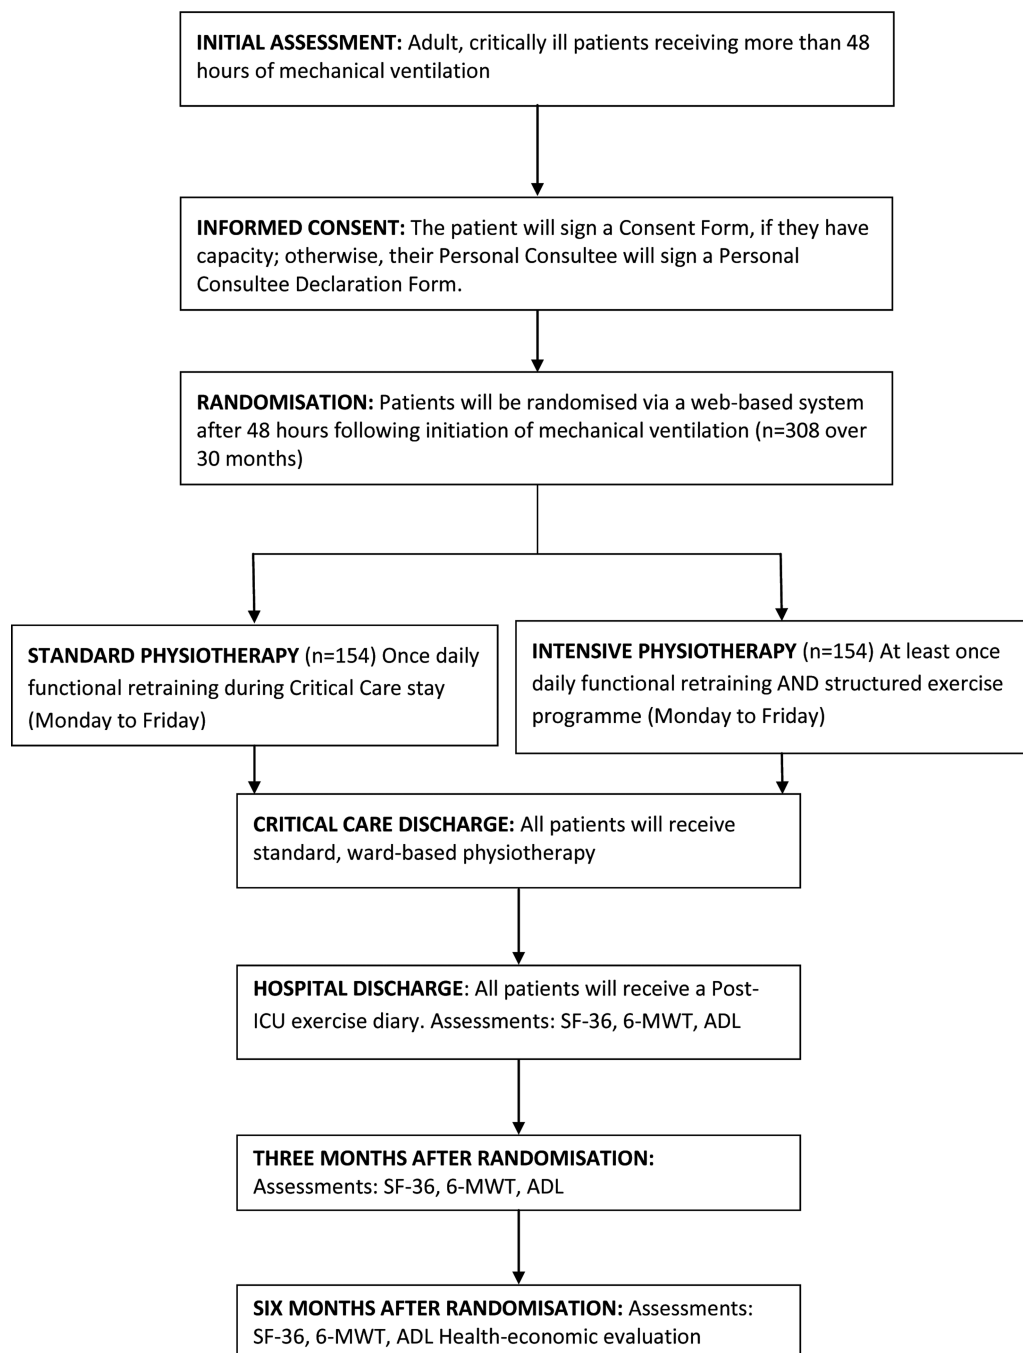 INITIAL ASSESSMENT: Adult, critically ill patients receiving more than 48
hours of mechanical ventilation
INFORMED CONSENT: The patient will sign a Consent Form, if they have
capacity; otherwise, their Personal Consultee will sign a Personal
Consultee Declaration Form.
RANDOMISATION: Patients will be randomised via a web-based system
after 48 hours following initiation of mechanical ventilation (n=308 over
30 months)
STANDARD PHYSIOTHERAPY (n=154) Once daily
functional retraining during Critical Care stay
(Monday to Friday)
INTENSIVE PHYSIOTHERAPY (n=154) At least once
daily functional retraining AND structured exercise
programme (Monday to Friday)
CRITICAL CARE DISCHARGE: All patients will receive
standard, ward-based physiotherapy
HOSPITAL DISCHARGE: All patients will receive a Post-
ICU exercise diary. Assessments: SF-36, 6-MWT, ADL
THREE MONTHS AFTER RANDOMISATION:
Assessments: SF-36, 6-MWT, ADL
SIX MONTHS AFTER RANDOMISATION: Assessments:
SF-36, 6-MWT, ADL Health-economic evaluation